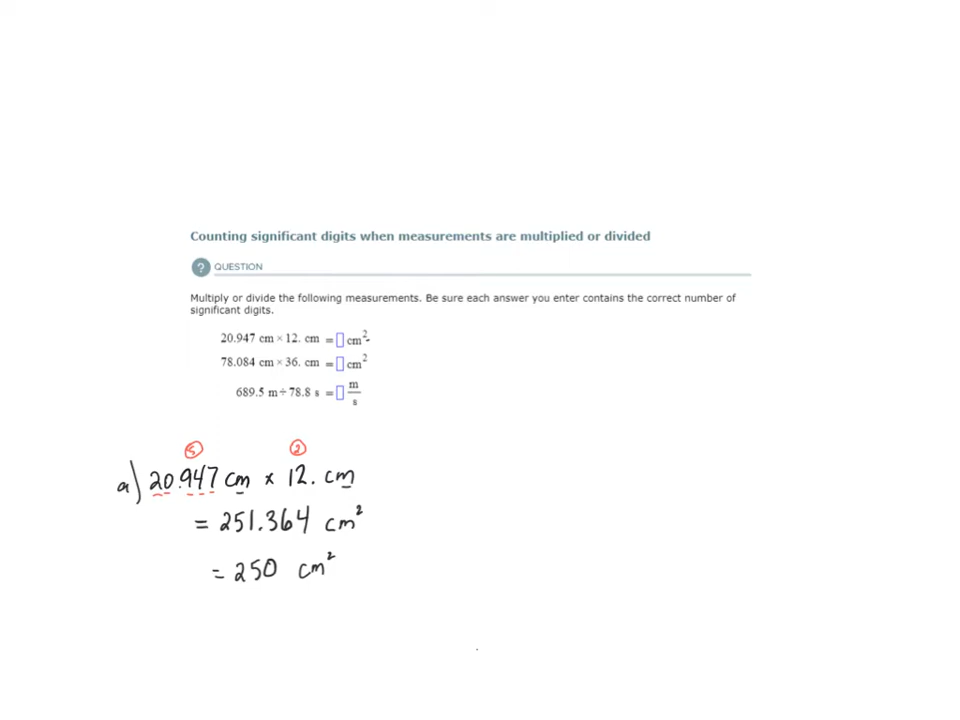 Counting significant digits when measurements are multiplied or divided
? QUESTION
Multiply or divide the following measurements. Be sure each answer you enter contains the correct number of
significant digits.
20.947 cm × 12. cm = cm²
78.084 cm × 36. cm = cm²
689.5 m ÷ 78.8 s = m/s
5 2
a) 20.947 cm × 12. cm
= 251.364 cm²
= 250 cm²